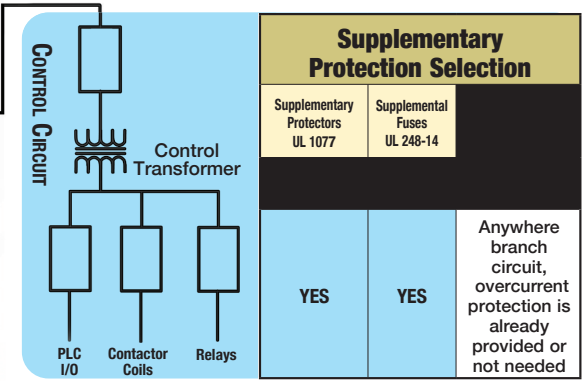 CONTROL CIRCUIT
Control
Transformer
PLC
I/O
Contactor
Coils
Relays
Supplementary
Protection Selection
Supplementary
Protectors
UL 1077
Supplemental
Fuses
UL 248-14
YES
YES
Anywhere
branch
circuit,
overcurrent
protection is
already
provided or
not needed